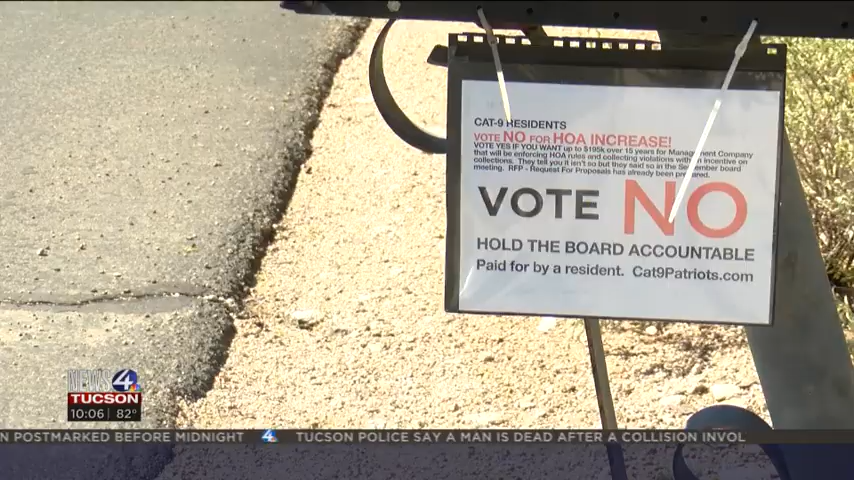 CAT-9 RESIDENTS
VOTE NO FOR HOA INCREASE!
VOTE YES IF YOU WANT up to $195k over 15 years for Management Company
that will be enforcing HOA rules and collecting violations with an incentive on
collections. They tell you it isn't so but they said so in the September board
meeting. RFP - Request For Proposals has already been prepared.
VOTE NO
HOLD THE BOARD ACCOUNTABLE
Paid for by a resident. Cat9Patriots.com
NEWS 4
TUCSON
10:06 82°
N POSTMARKED BEFORE MIDNIGHT 4 TUCSON POLICE SAY A MAN IS DEAD AFTER A COLLISION INVOL